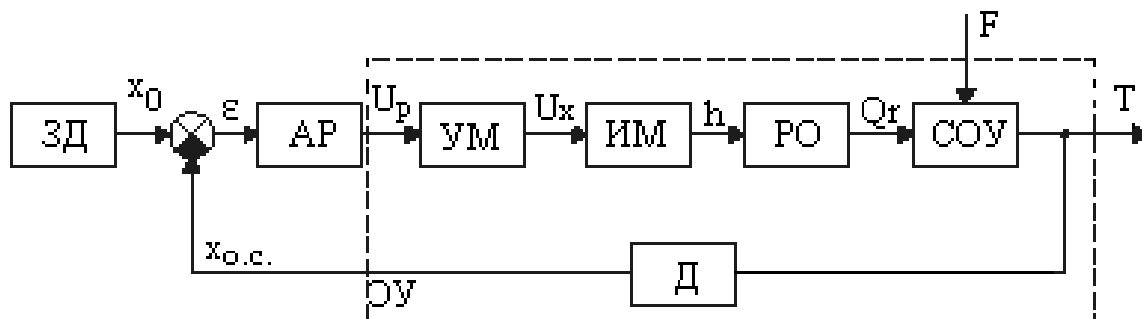 F
x₀ ε Uₚ Uₓ h Qᵣ T
ЗД АР УМ ИМ РО СОУ
xо.с.
Д
ОУ